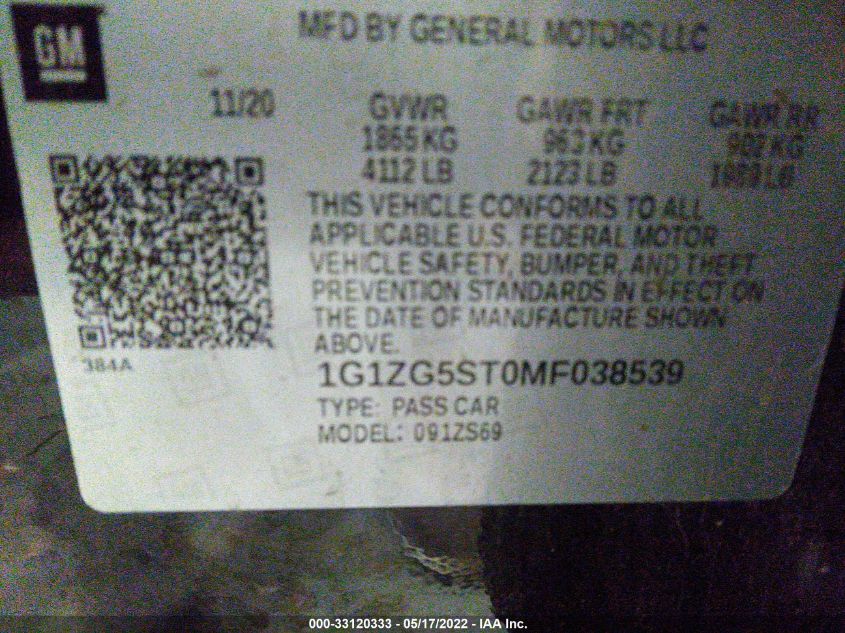 GM
MFD BY GENERAL MOTORS LLC
11/20 GVWR GAWR FRT GAWR RR
1865 KG 963 KG 902 KG
4112 LB 2123 LB LB
THIS VEHICLE CONFORMS TO ALL
APPLICABLE U.S. FEDERAL MOTOR
VEHICLE SAFETY, BUMPER, AND THEFT
PREVENTION STANDARDS IN EFFECT ON
THE DATE OF MANUFACTURE SHOWN
ABOVE.
384A
1G1ZG5ST0MF038539
TYPE: PASS CAR
MODEL: 091ZS69
000-33120333 - 05/17/2022 - IAA Inc.